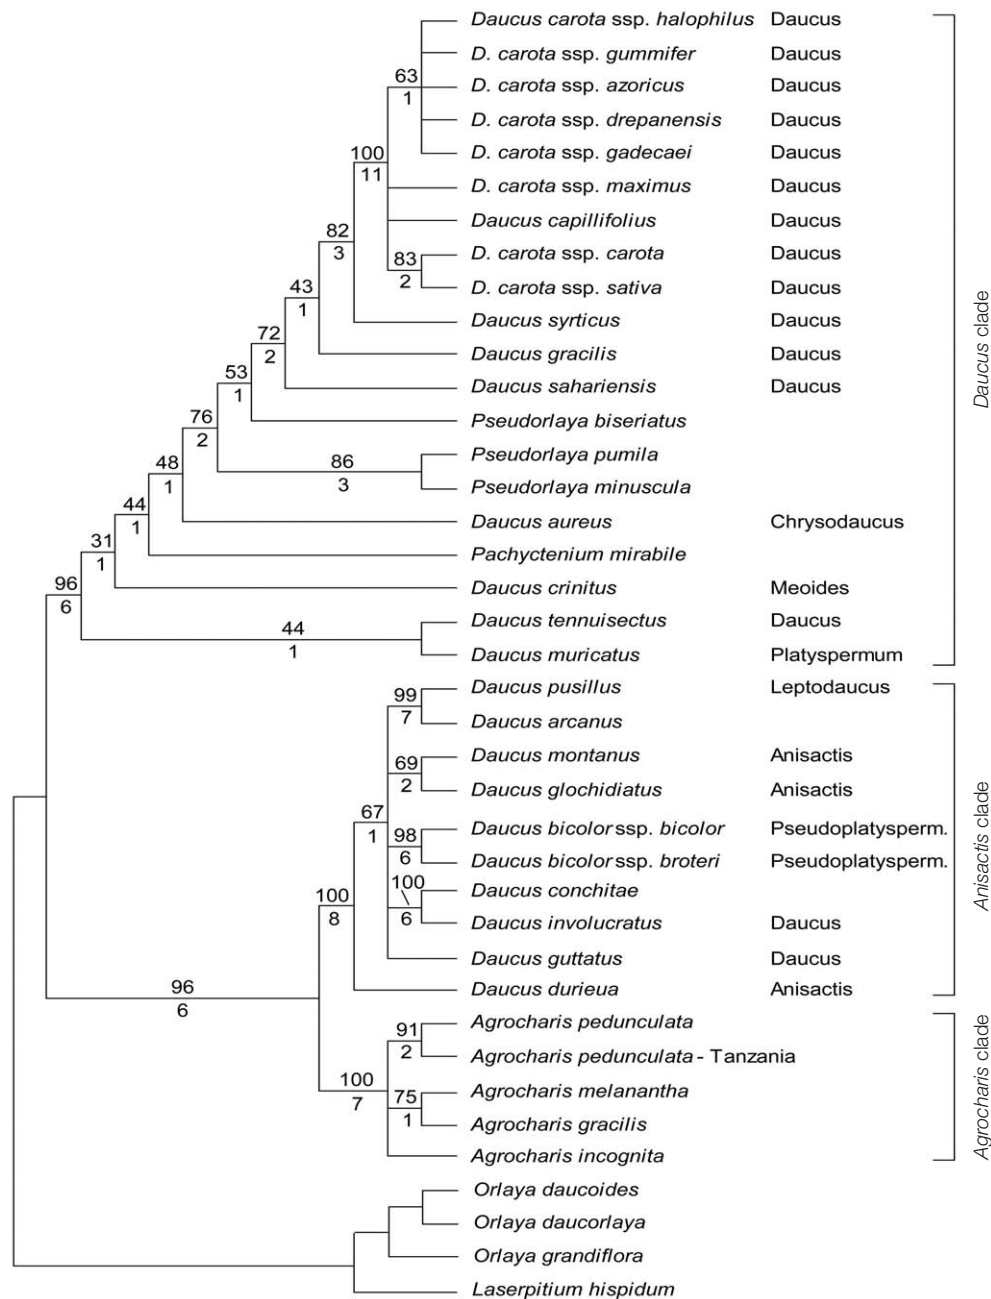 Daucus carota ssp. halophilus Daucus
D. carota ssp. gummifer Daucus
63 D. carota ssp. azoricus Daucus
1
D. carota ssp. drepanensis Daucus
100 D. carota ssp. gadecaei Daucus
11 D. carota ssp. maximus Daucus
Daucus capillifolius Daucus
82 83 D. carota ssp. carota Daucus
3 2 D. carota ssp. sativa Daucus
43
1 Daucus syrticus Daucus
72 Daucus gracilis Daucus
2
53 Daucus sahariensis Daucus
1
76 Pseudorlaya biseriatus
2
48 86 Pseudorlaya pumila
1 3 Pseudorlaya minuscula
44 Daucus aureus Chrysodaucus
1
31 Pachyctenium mirabile
1
96 Daucus crinitus Meoides
6
44 Daucus tennuisectus Daucus
1 Daucus muricatus Platyspermum
Daucus clade
99 Daucus pusillus Leptodaucus
7 Daucus arcanus
69 Daucus montanus Anisactis
2 Daucus glochidiatus Anisactis
67
1 98 Daucus bicolor ssp. bicolor Pseudoplatysperm.
6 Daucus bicolor ssp. broteri Pseudoplatysperm.
100 100 Daucus conchitae
8 6 Daucus involucratus Daucus
Daucus guttatus Daucus
96 Daucus durieua Anisactis
6
Anisactis clade
91 Agrocharis pedunculata
2 Agrocharis pedunculata - Tanzania
100 75 Agrocharis melanantha
7 1 Agrocharis gracilis
Agrocharis incognita
Agrocharis clade
Orlaya daucoides
Orlaya daucorlaya
Orlaya grandiflora
Laserpitium hispidum